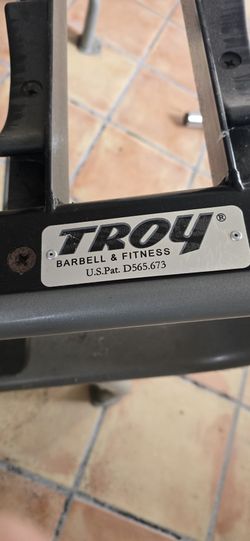 TROY®
BARBELL & FITNESS
U.S.Pat. D565.673